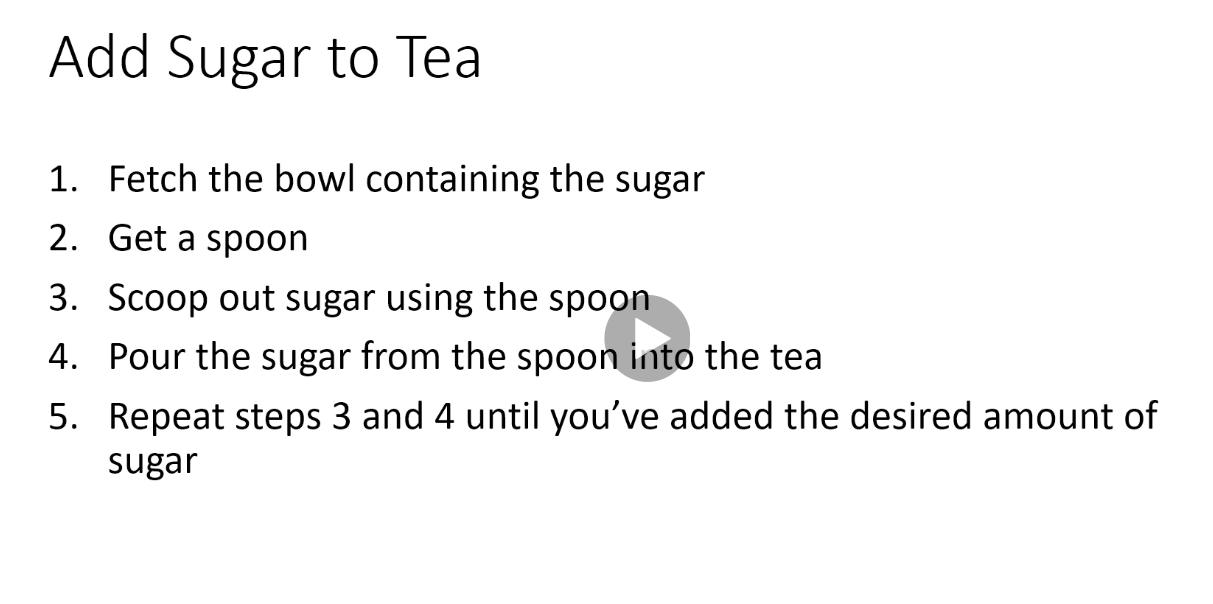 Add Sugar to Tea
1. Fetch the bowl containing the sugar
2. Get a spoon
3. Scoop out sugar using the spoon
4. Pour the sugar from the spoon into the tea
5. Repeat steps 3 and 4 until you’ve added the desired amount of
sugar